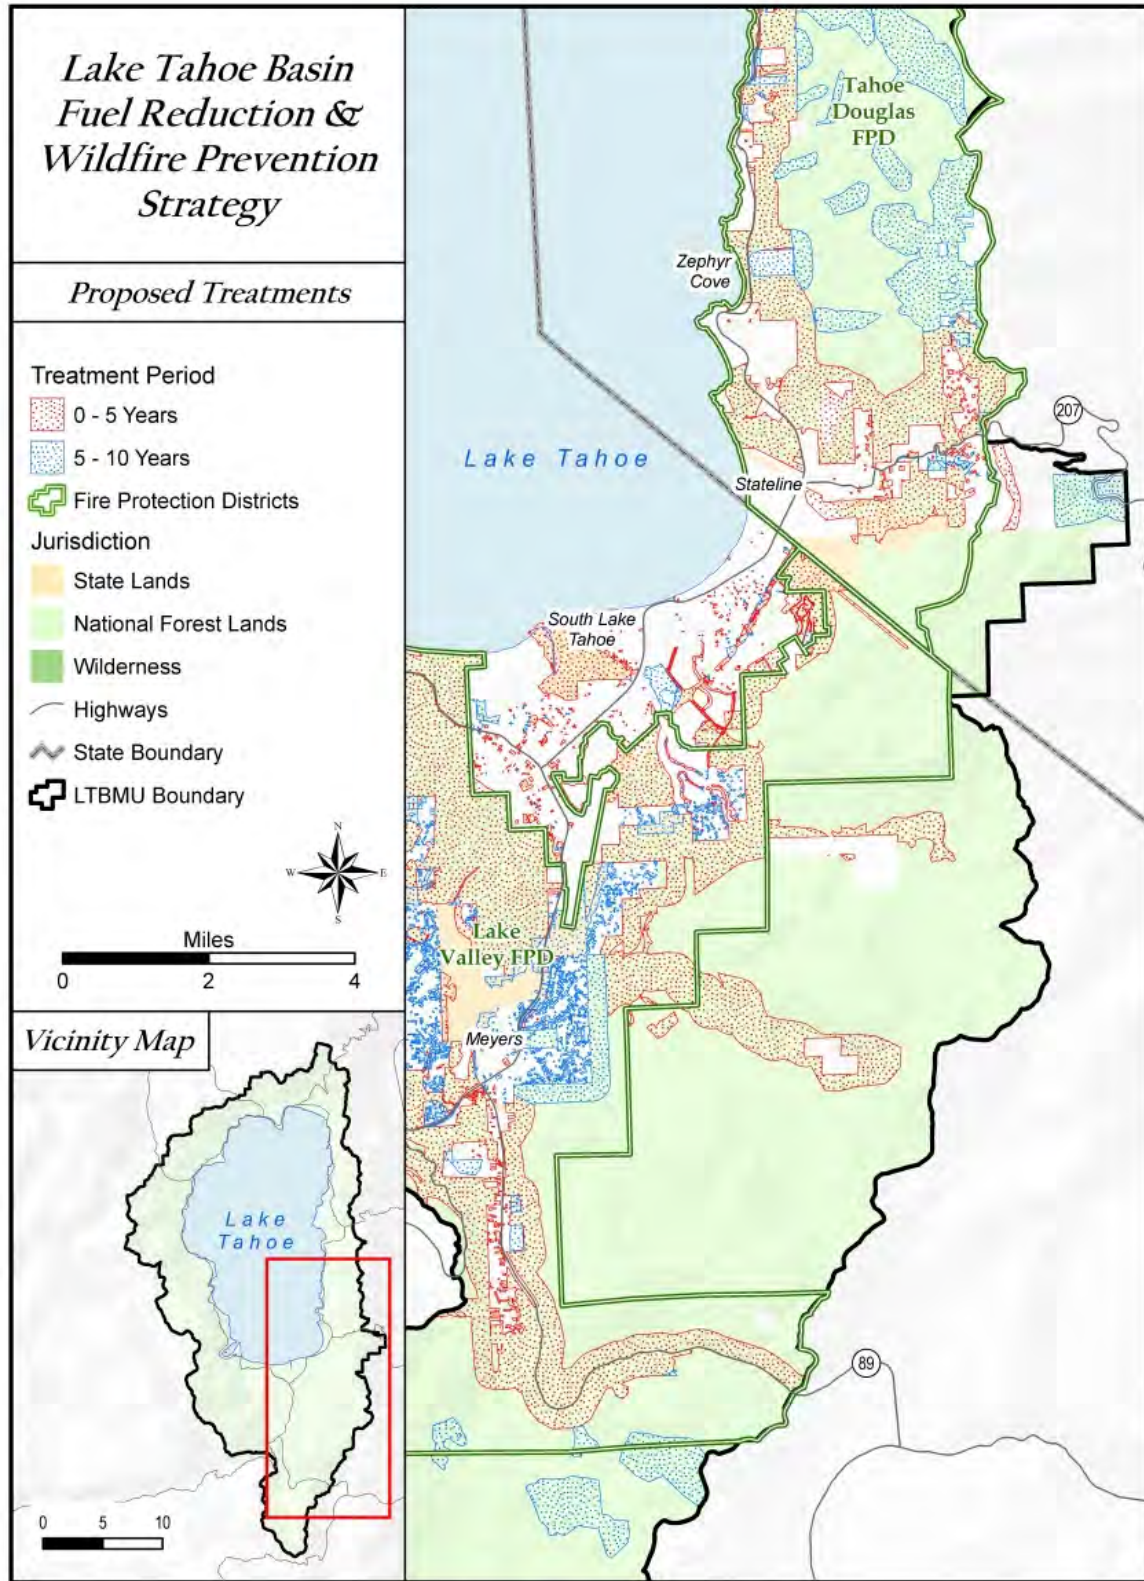 Lake Tahoe Basin
Fuel Reduction &
Wildfire Prevention
Strategy
Proposed Treatments
Treatment Period
0 - 5 Years
5 - 10 Years
Fire Protection Districts
Jurisdiction
State Lands
National Forest Lands
Wilderness
Highways
State Boundary
LTBMU Boundary
N
W
E
S
Miles
0
2
4
Vicinity Map
Lake
Tahoe
0
5
10
Tahoe
Douglas
FPD
Zephyr
Cove
207
Lake Tahoe
Stateline
South Lake
Tahoe
Lake
Valley FPD
Meyers
89